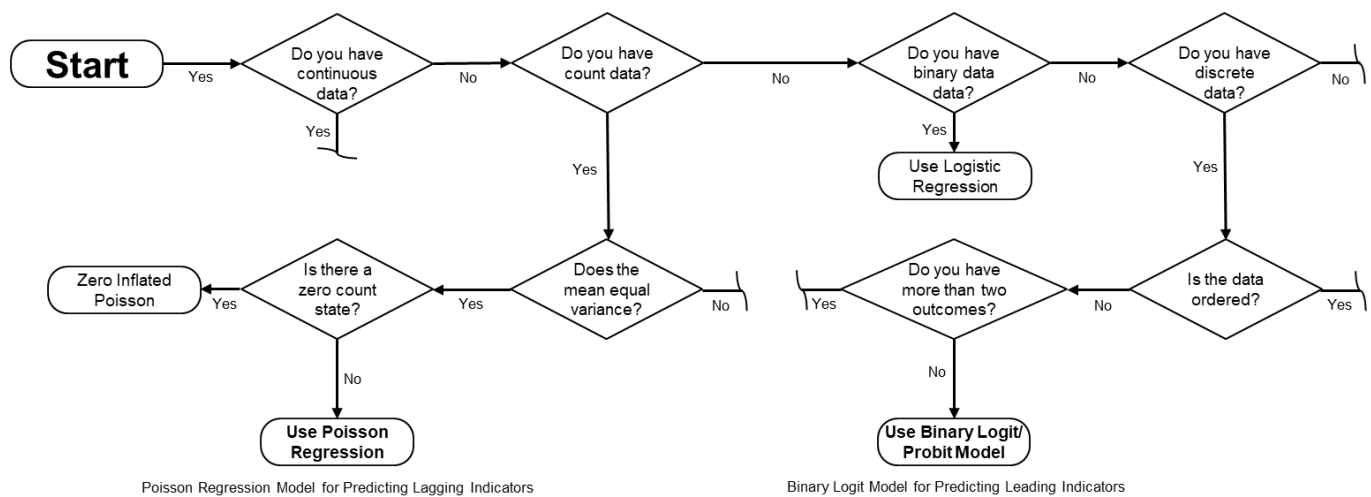 Start
Yes
Do you have
continuous
data?
No
Yes
Do you have
count data?
No
Yes
Do you have
binary data
data?
No
Yes
Use Logistic
Regression
Do you have
discrete
data?
No
Yes
Zero Inflated
Poisson
Yes
Is there a
zero count
state?
Yes
No
Does the
mean equal
variance?
No
Use Poisson
Regression
Yes
Do you have
more than two
outcomes?
No
No
Is the data
ordered?
Yes
Use Binary Logit/
Probit Model
Poisson Regression Model for Predicting Lagging Indicators
Binary Logit Model for Predicting Leading Indicators